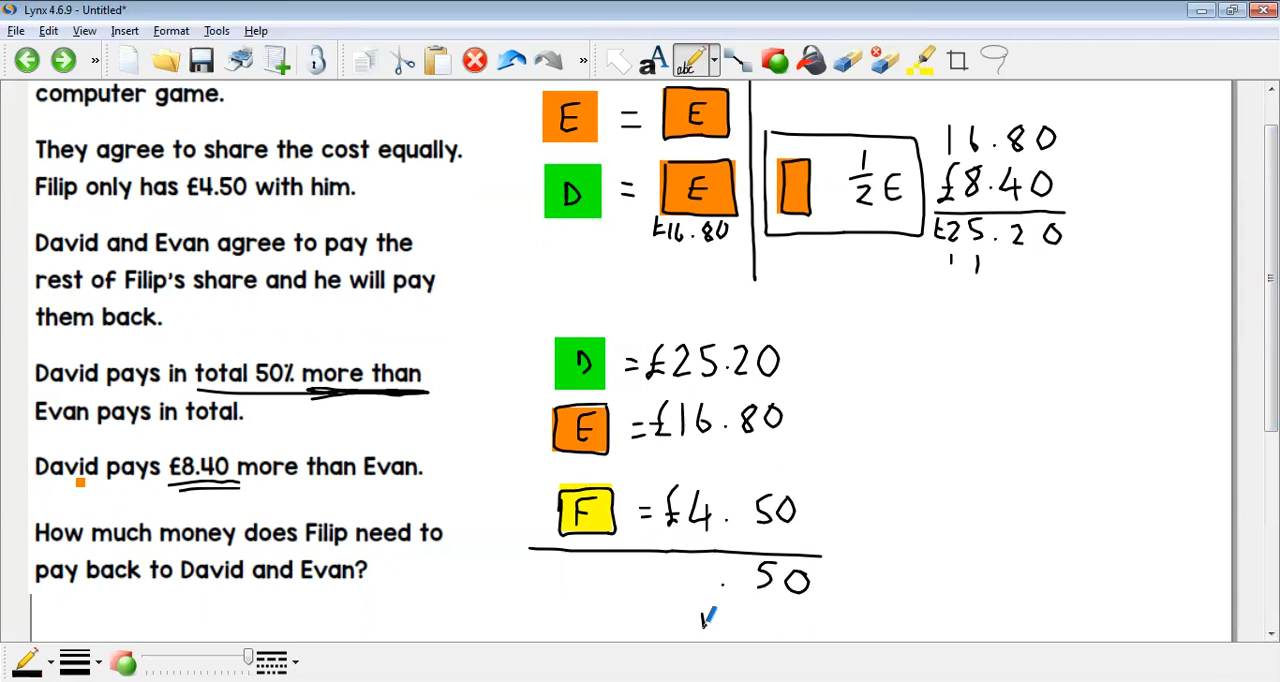 Lynx 4.6.9 - Untitled*
File Edit View Insert Format Tools Help
» abc »
computer game.
They agree to share the cost equally.
Filip only has £4.50 with him.
David and Evan agree to pay the
rest of Filip's share and he will pay
them back.
David pays in total 50% more than
Evan pays in total.
David pays £8.40 more than Evan.
How much money does Filip need to
pay back to David and Evan?
E = E
D = E
£16.80
1/2 E
16.80
£8.40
£25.20
1 1
D = £25.20
E = £16.80
F = £4.50
.50